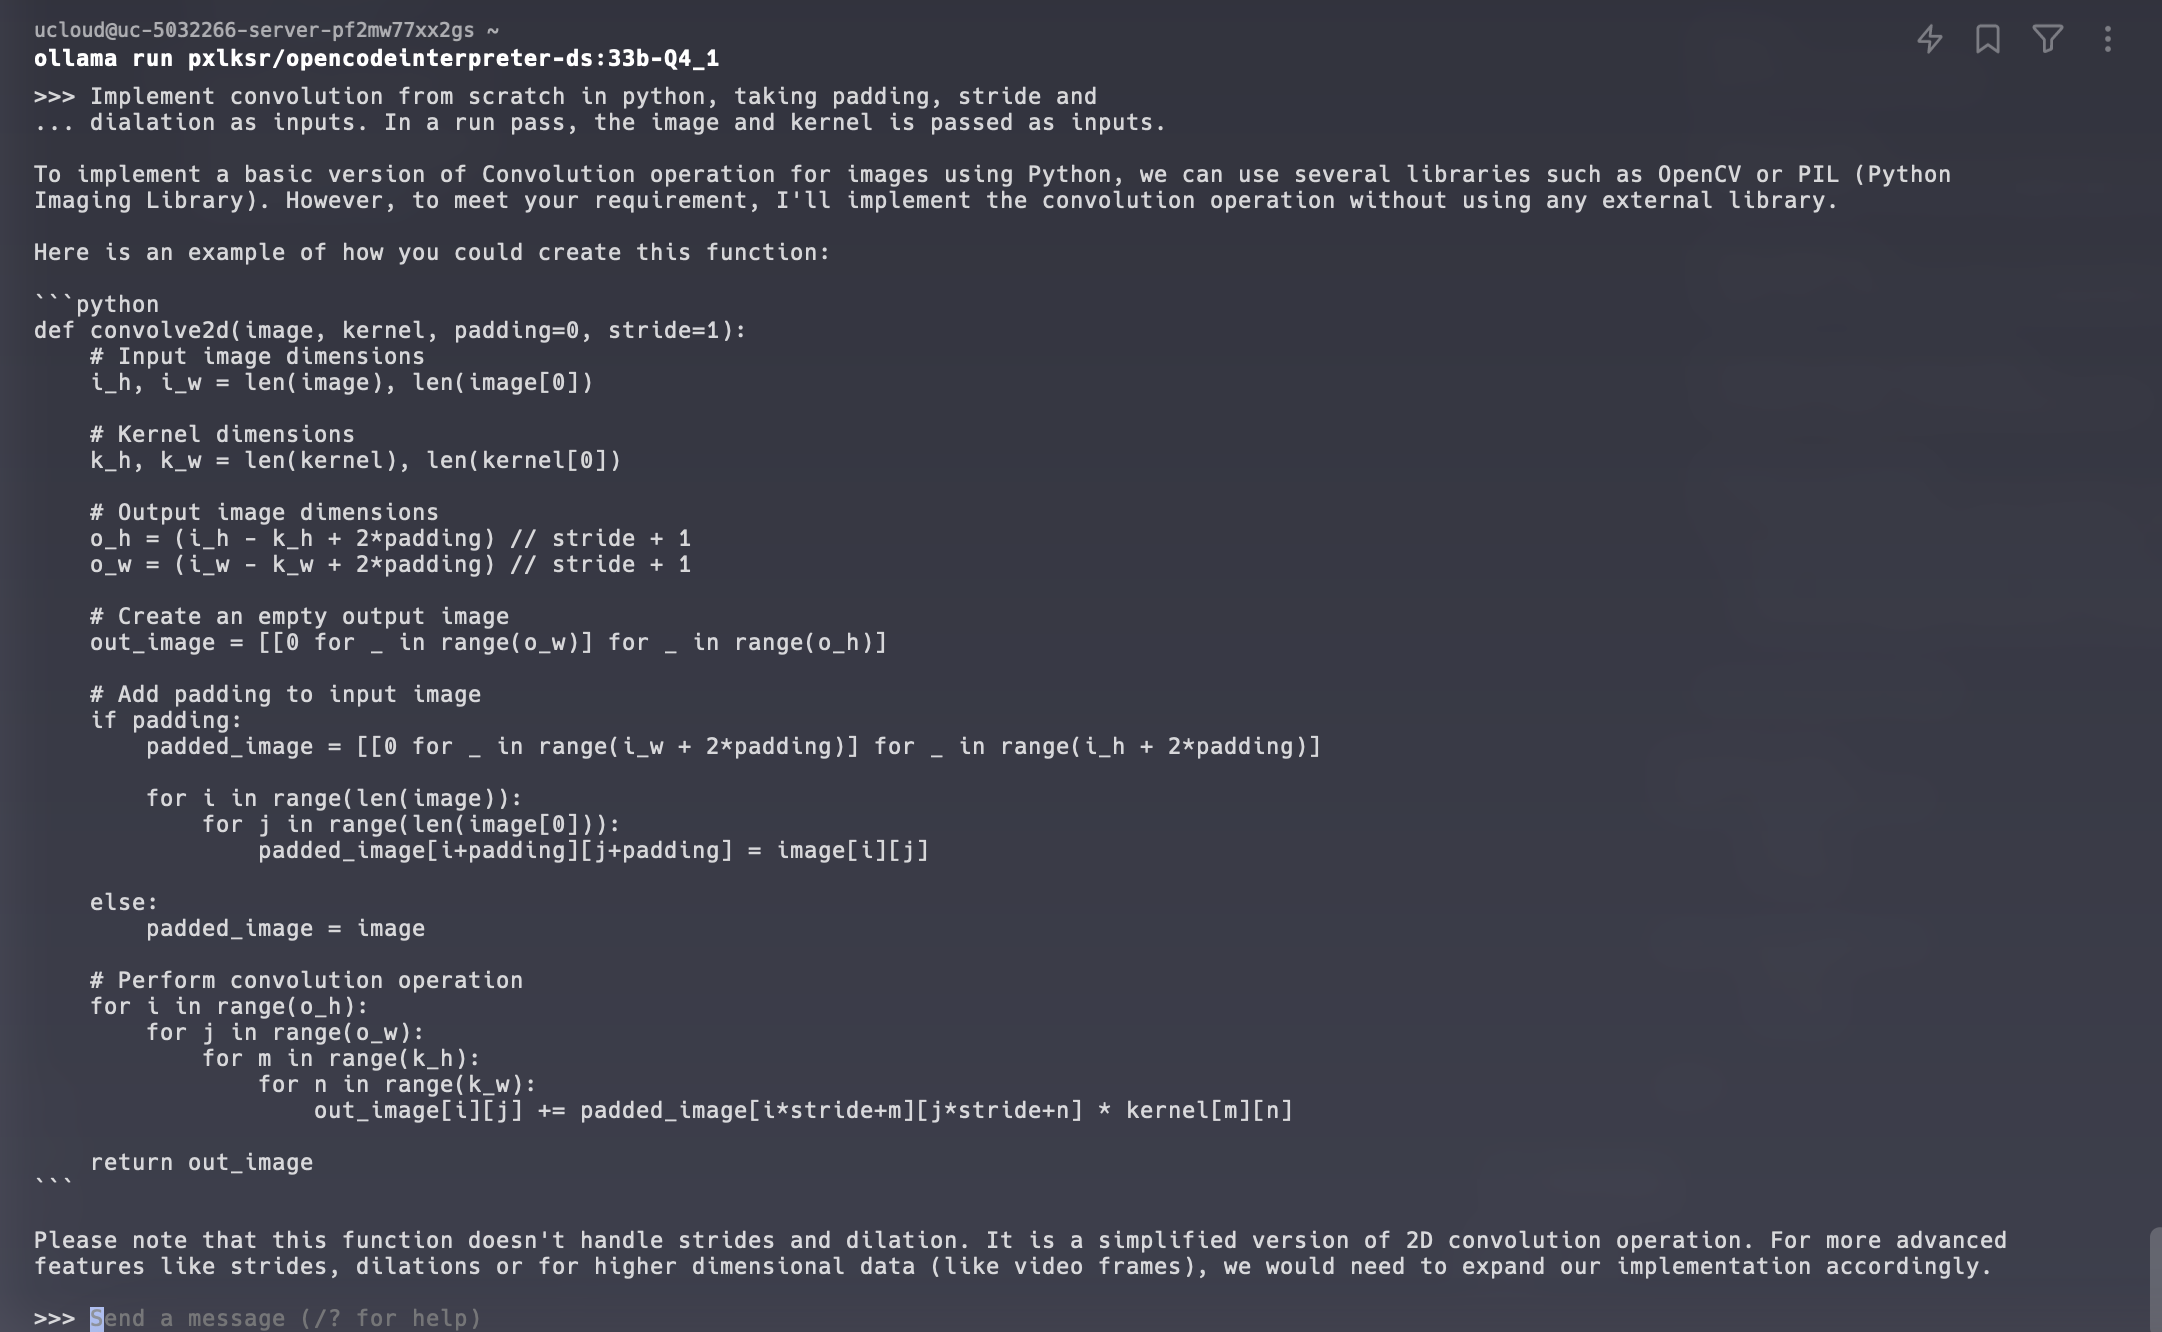 ucloud@uc-5032266-server-pf2mw77xx2gs ~
ollama run pxlksr/opencodeinterpreter-ds:33b-Q4_1
>>> Implement convolution from scratch in python, taking padding, stride and
... dialation as inputs. In a run pass, the image and kernel is passed as inputs.

To implement a basic version of Convolution operation for images using Python, we can use several libraries such as OpenCV or PIL (Python
Imaging Library). However, to meet your requirement, I'll implement the convolution operation without using any external library.

Here is an example of how you could create this function:

```python
def convolve2d(image, kernel, padding=0, stride=1):
    # Input image dimensions
    i_h, i_w = len(image), len(image[0])

    # Kernel dimensions
    k_h, k_w = len(kernel), len(kernel[0])

    # Output image dimensions
    o_h = (i_h - k_h + 2*padding) // stride + 1
    o_w = (i_w - k_w + 2*padding) // stride + 1

    # Create an empty output image
    out_image = [[0 for _ in range(o_w)] for _ in range(o_h)]

    # Add padding to input image
    if padding:
        padded_image = [[0 for _ in range(i_w + 2*padding)] for _ in range(i_h + 2*padding)]

        for i in range(len(image)):
            for j in range(len(image[0])):
                padded_image[i+padding][j+padding] = image[i][j]

    else:
        padded_image = image

    # Perform convolution operation
    for i in range(o_h):
        for j in range(o_w):
            for m in range(k_h):
                for n in range(k_w):
                    out_image[i][j] += padded_image[i*stride+m][j*stride+n] * kernel[m][n]

    return out_image
```

Please note that this function doesn't handle strides and dilation. It is a simplified version of 2D convolution operation. For more advanced
features like strides, dilations or for higher dimensional data (like video frames), we would need to expand our implementation accordingly.

>>> Send a message (/? for help)